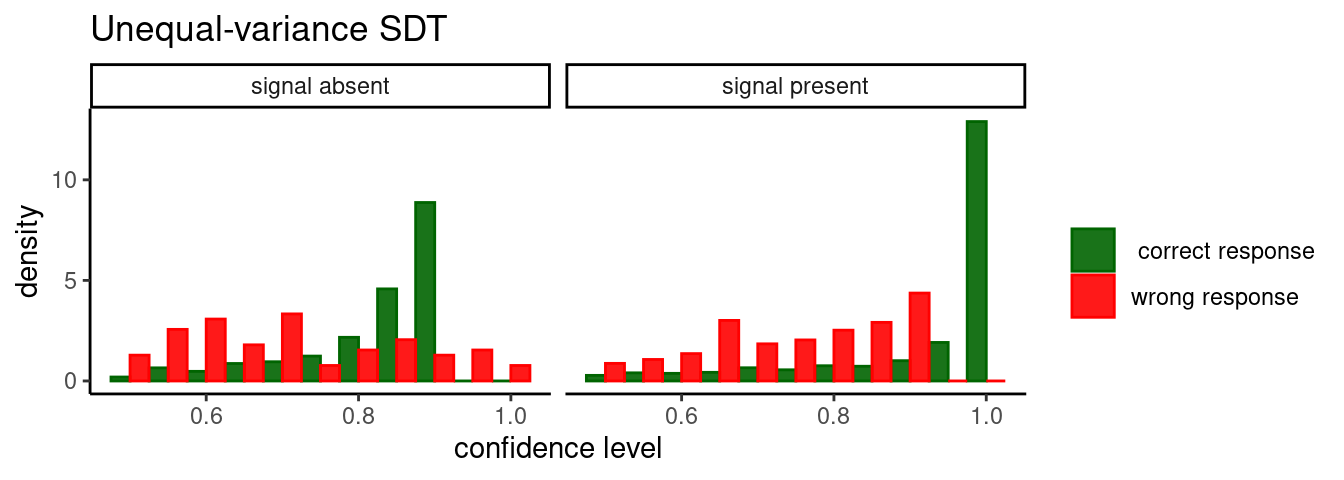 Unequal-variance SDT
signal absent
signal present
10
5
0
density
0.6
0.8
1.0
0.6
0.8
1.0
confidence level
correct response
wrong response